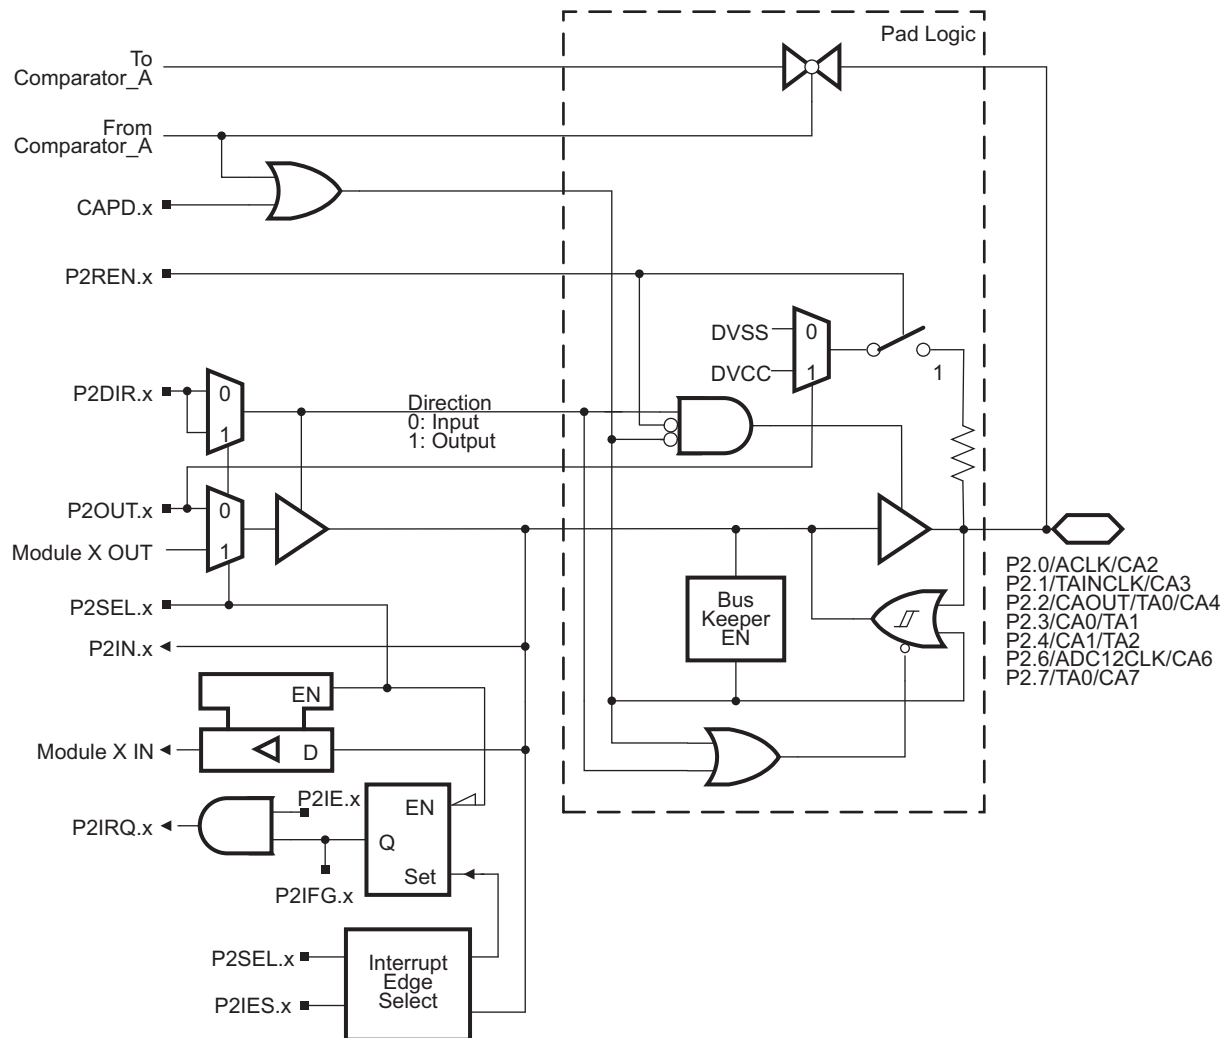 Pad Logic
To
Comparator_A
From
Comparator_A
CAPD.x
P2REN.x
DVSS
0
DVCC
1
1
P2DIR.x
0
1
Direction
0: Input
1: Output
P2OUT.x
0
Module X OUT
1
P2SEL.x
P2IN.x
Bus
Keeper
EN
P2.0/ACLK/CA2
P2.1/TAINCLK/CA3
P2.2/CAOUT/TA0/CA4
P2.3/CA0/TA1
P2.4/CA1/TA2
P2.6/ADC12CLK/CA6
P2.7/TA0/CA7
EN
Module X IN
D
P2IE.x
EN
P2IRQ.x
Q
Set
P2IFG.x
P2SEL.x
P2IES.x
Interrupt
Edge
Select